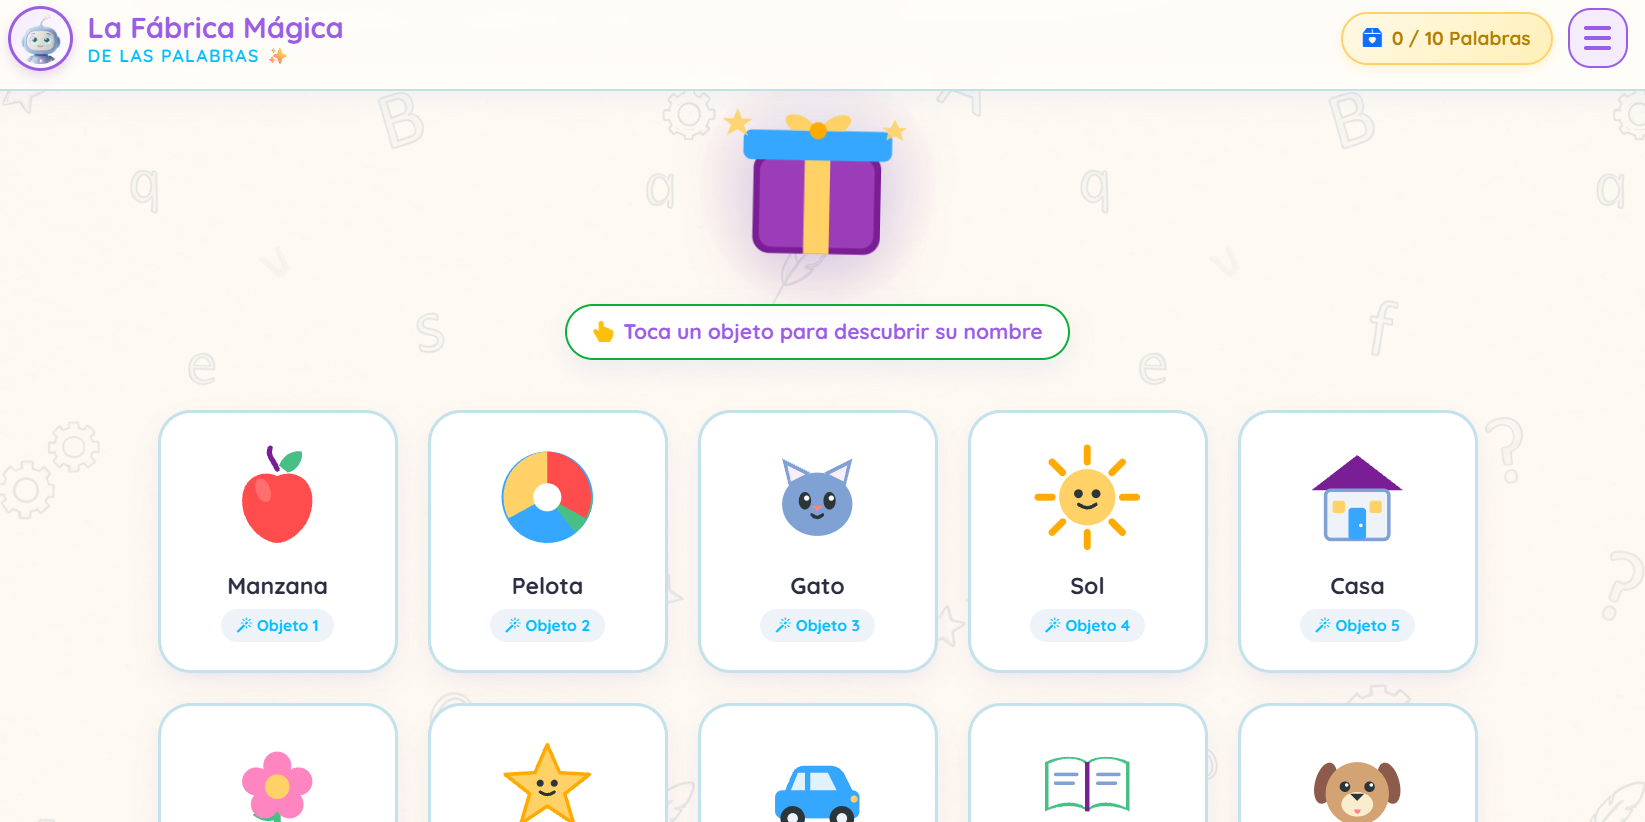 La Fábrica Mágica
DE LAS PALABRAS ✨
0 / 10 Palabras
Toca un objeto para descubrir su nombre
Manzana
Objeto 1
Pelota
Objeto 2
Gato
Objeto 3
Sol
Objeto 4
Casa
Objeto 5